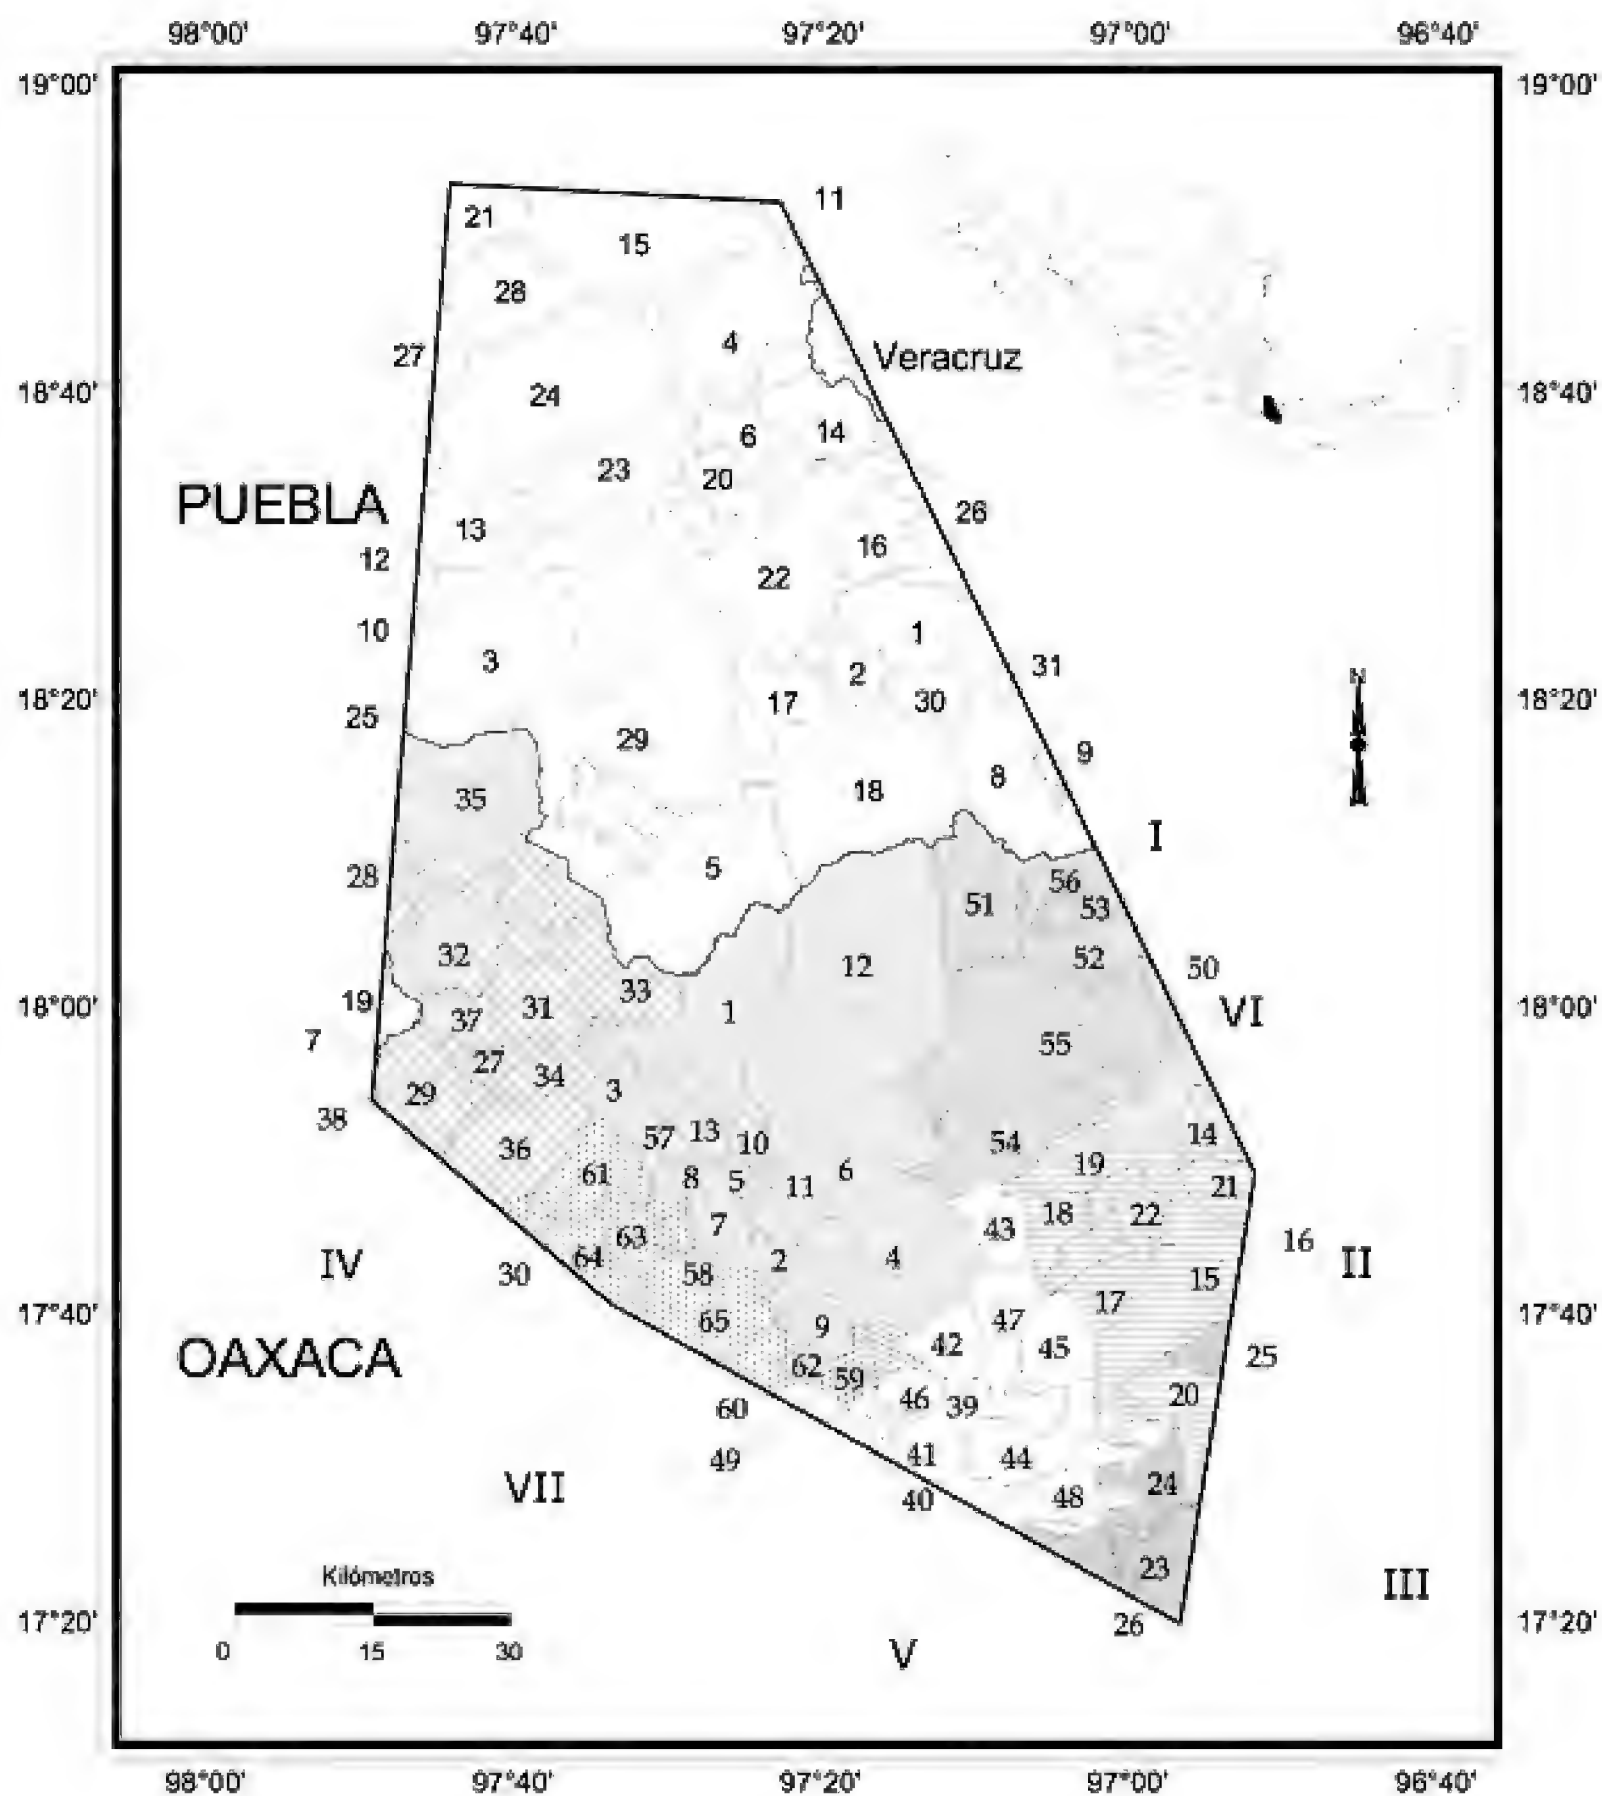 98°00' 97°40' 97°20' 97°00' 96°40'
19°00' 19°00'
11
21
15
28
4
27 Veracruz
18°40' 24 18°40'
6 14
23 20
PUEBLA 26
13
12 16
22
10 1
3 31
2
18°20' 17 30 18°20'
25
29
9
8
35 18
I
5
28 56
51 53
32 12 52 50
33
19 31 1 VI
18°00' 18°00'
37
7 55
27
34
29 3
38 13 14
57 10 54
36 19
61 8 5 11 6 21
7 43 18 22
63 16
64 2 4
IV 58 15 II
30
17
17°40' 65 9 47 17°40'
42 45
OAXACA 62 25
59
46 39 20
60
41 44
49
24
VII 40 48
23
Kilómetros III
26
17°20' 17°20'
0 15 30 V
98°00' 97°40' 97°20' 97°00' 96°40'
N